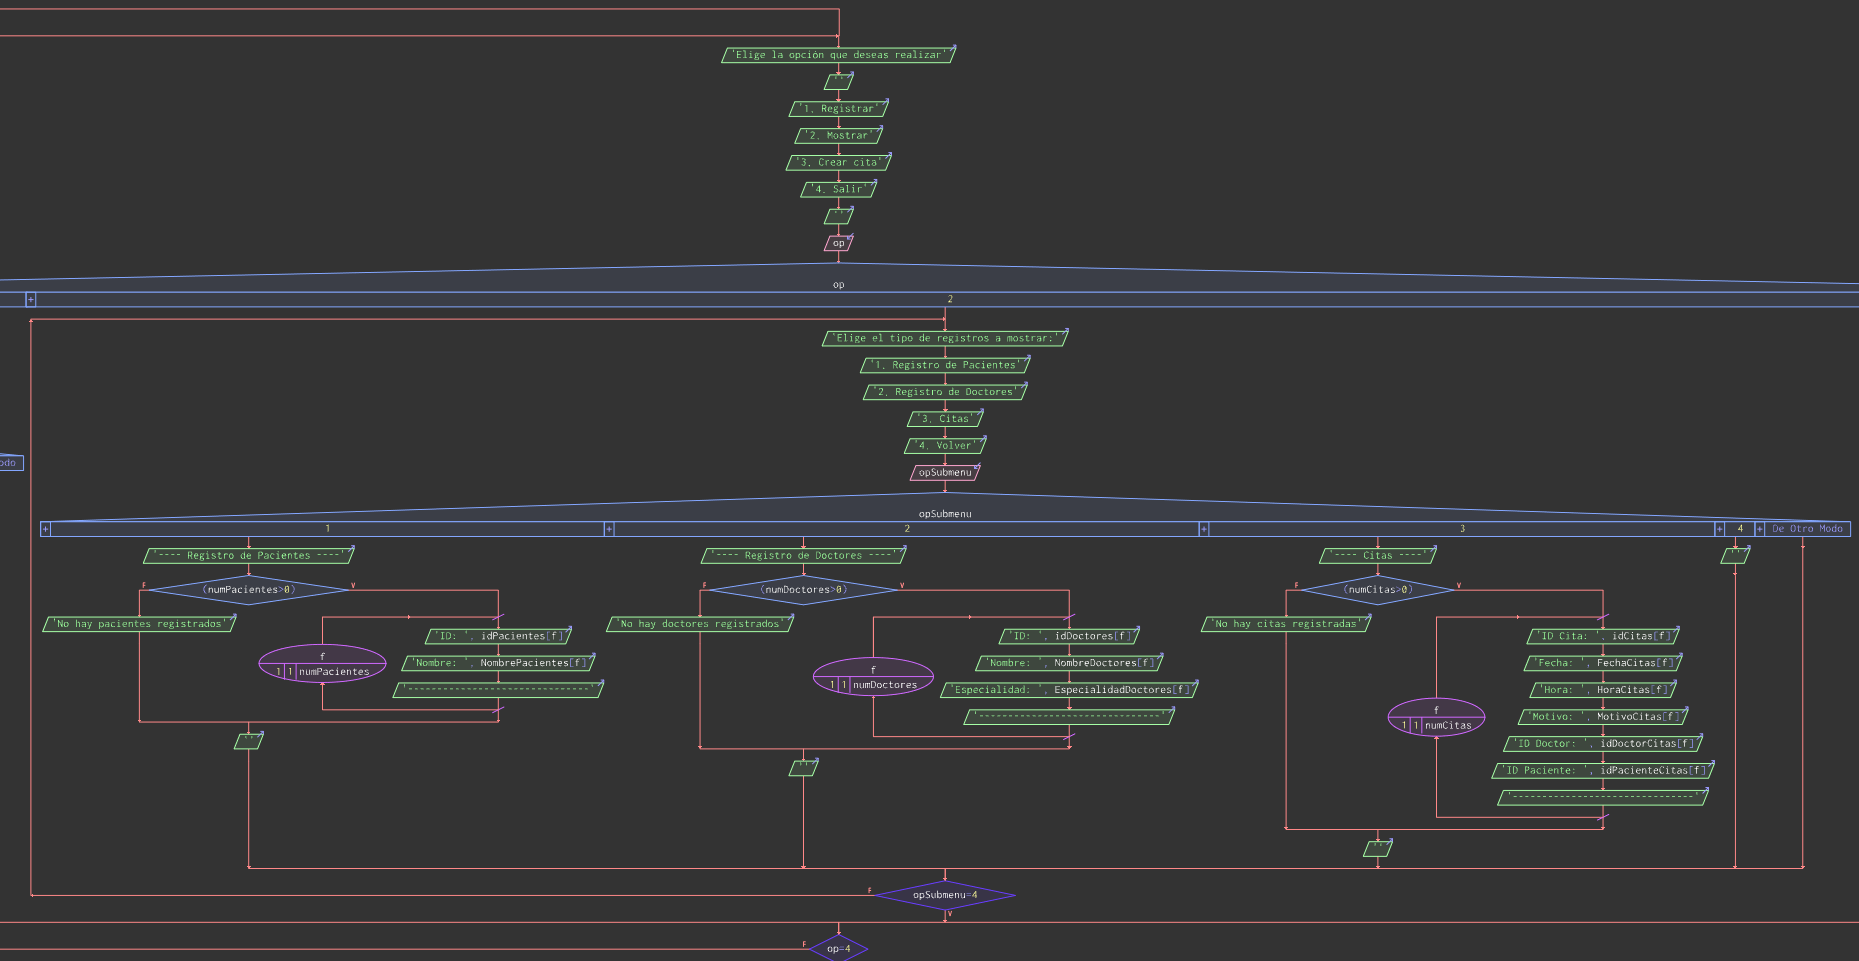 'Elige la opción que deseas realizar'
''
'1. Registrar'
'2. Mostrar'
'3. Crear cita'
'4. Salir'
''
op
op
+ 2
'Elige el tipo de registros a mostrar:'
'1. Registro de Pacientes'
'2. Registro de Doctores'
'3. Citas'
'4. Volver'
odo
opSubmenu
opSubmenu
+ 1 + 2 + 3 + 4 + De Otro Modo
'---- Registro de Pacientes ----'
(numPacientes>0)
F V
'No hay pacientes registrados'
f
1 1 numPacientes
'ID: ', idPacientes[f]
'Nombre: ', NombrePacientes[f]
'------------------------------'
''
'---- Registro de Doctores ----'
(numDoctores>0)
F V
'No hay doctores registrados'
f
1 1 numDoctores
'ID: ', idDoctores[f]
'Nombre: ', NombreDoctores[f]
'Especialidad: ', EspecialidadDoctores[f]
'------------------------------'
''
'---- Citas ----'
(numCitas>0)
F V
'No hay citas registradas'
f
1 1 numCitas
'ID Cita: ', idCitas[f]
'Fecha: ', FechaCitas[f]
'Hora: ', HoraCitas[f]
'Motivo: ', MotivoCitas[f]
'ID Doctor: ', idDoctorCitas[f]
'ID Paciente: ', idPacienteCitas[f]
'------------------------------'
''
''
F opSubmenu=4
V
F op=4